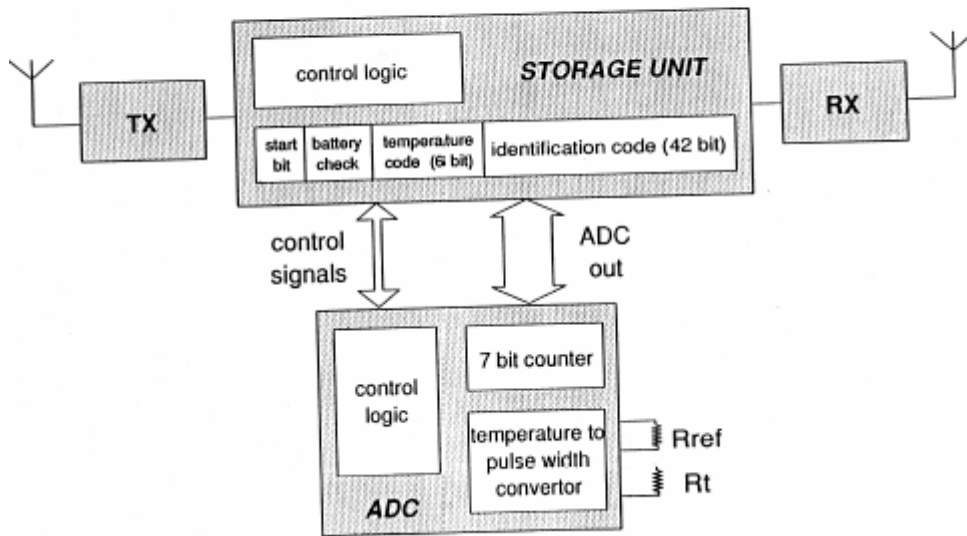 control logic
STORAGE UNIT
TX
RX
start
bit
battery
check
temperature
code (6 bit)
identification code (42 bit)
control
signals
ADC
out
control
logic
7 bit counter
temperature to
pulse width
convertor
Rref
Rt
ADC